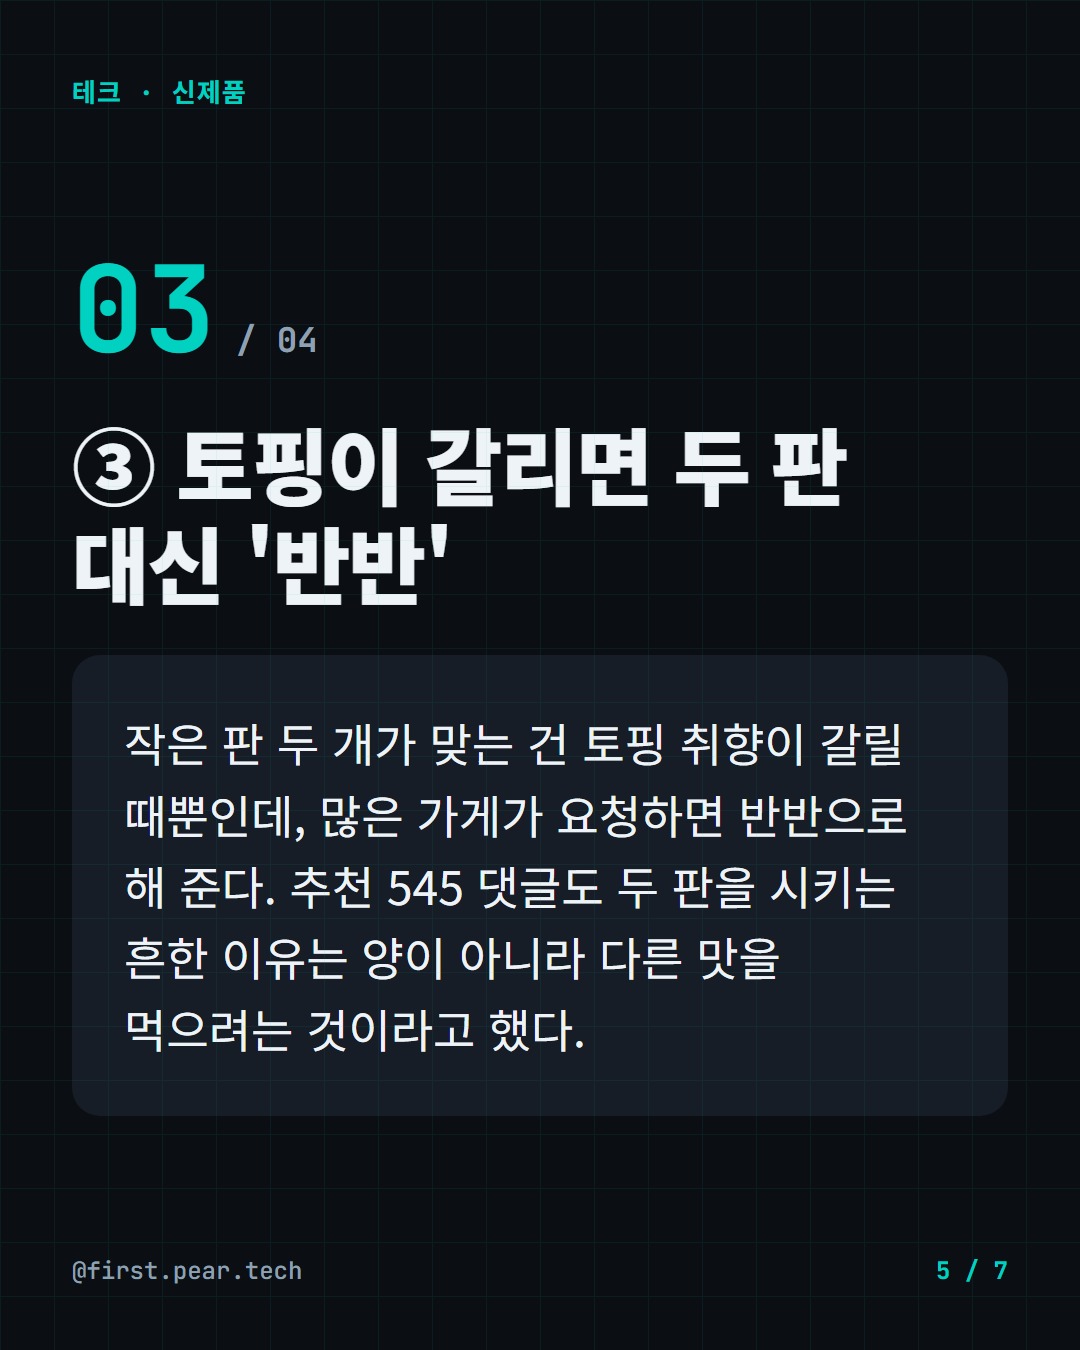 테크 · 신제품
03 / 04
③ 토핑이 갈리면 두 판
대신 '반반'
작은 판 두 개가 맞는 건 토핑 취향이 갈릴
때뿐인데, 많은 가게가 요청하면 반반으로
해 준다. 추천 545 댓글도 두 판을 시키는
흔한 이유는 양이 아니라 다른 맛을
먹으려는 것이라고 했다.
@first.pear.tech
5 / 7